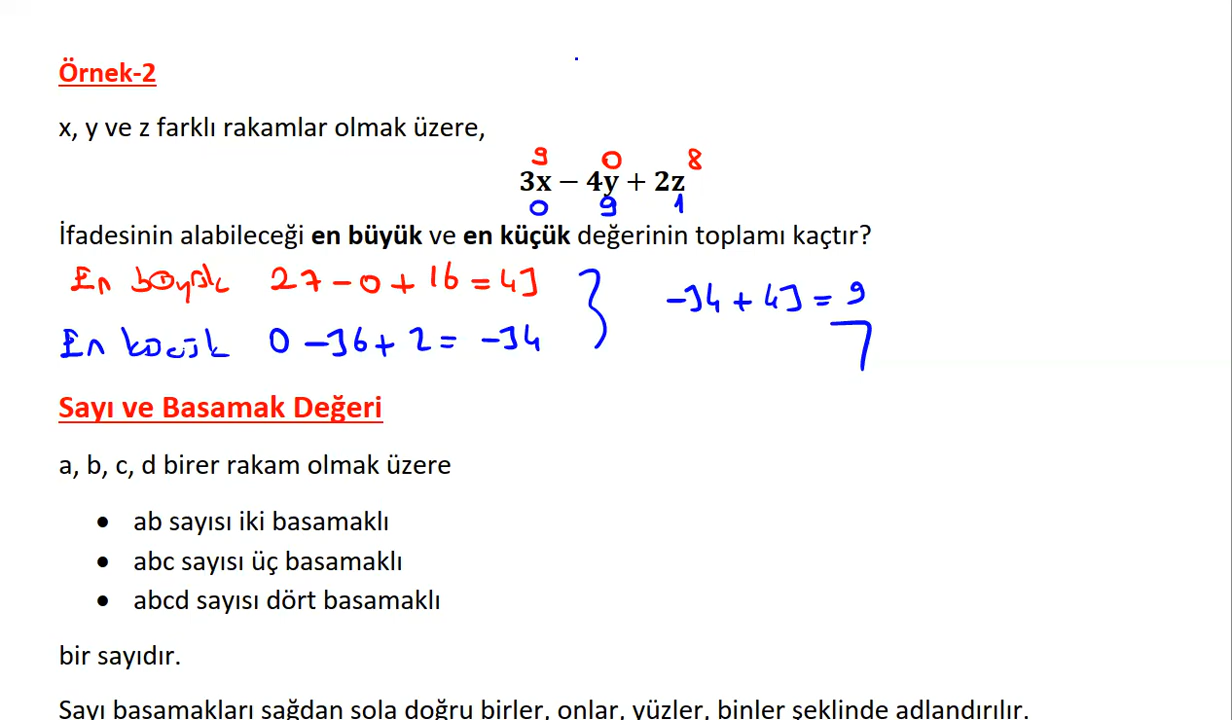 Örnek-2
x, y ve z farklı rakamlar olmak üzere,
9 0 8
3x − 4y + 2z
0 9 1
İfadesinin alabileceği en büyük ve en küçük değerinin toplamı kaçtır?
En büyük 27 - 0 + 16 = 43
En küçük 0 - 36 + 2 = -34
-34 + 43 = 9
Sayı ve Basamak Değeri
a, b, c, d birer rakam olmak üzere
• ab sayısı iki basamaklı
• abc sayısı üç basamaklı
• abcd sayısı dört basamaklı
bir sayıdır.
Sayı basamakları sağdan sola doğru birler, onlar, yüzler, binler şeklinde adlandırılır.